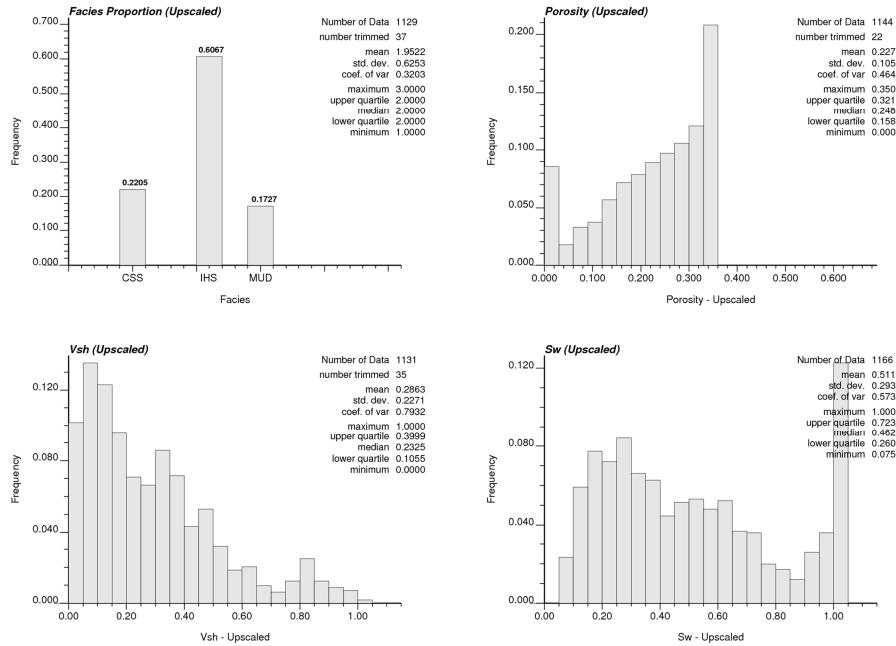 Facies Proportion (Upscaled)
0.700
0.600
0.500
0.400
0.300
0.200
0.100
0.000
Frequency
0.2205
0.6067
0.1727
CSS
IHS
MUD
Facies
Number of Data 1129
number trimmed 37
mean 1.9522
std. dev. 0.6253
coef. of var 0.3203
maximum 3.0000
upper quartile 2.0000
median 2.0000
lower quartile 2.0000
minimum 1.0000
Porosity (Upscaled)
0.200
0.150
0.100
0.050
0.000
Frequency
0.000
0.100
0.200
0.300
0.400
0.500
0.600
Porosity - Upscaled
Number of Data 1144
number trimmed 22
mean 0.227
std. dev. 0.105
coef. of var 0.464
maximum 0.350
upper quartile 0.321
median 0.248
lower quartile 0.158
minimum 0.000
Vsh (Upscaled)
0.120
0.080
0.040
0.000
Frequency
0.00
0.20
0.40
0.60
0.80
1.00
Vsh - Upscaled
Number of Data 1131
number trimmed 35
mean 0.2863
std. dev. 0.2271
coef. of var 0.7932
maximum 1.0000
upper quartile 0.3999
median 0.2325
lower quartile 0.1055
minimum 0.0000
Sw (Upscaled)
0.120
0.080
0.040
0.000
Frequency
0.00
0.20
0.40
0.60
0.80
1.00
Sw - Upscaled
Number of Data 1166
mean 0.511
std. dev. 0.293
coef. of var 0.573
maximum 1.000
upper quartile 0.723
median 0.462
lower quartile 0.260
minimum 0.075